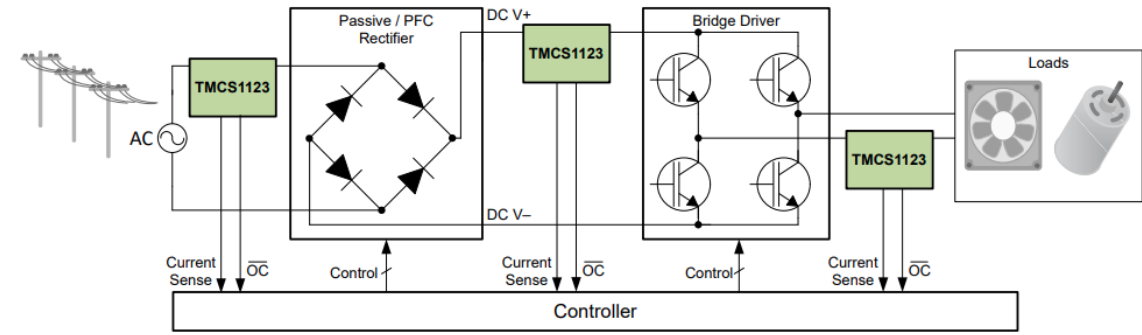 Passive / PFC
Rectifier
DC V+
Bridge Driver
TMCS1123
TMCS1123
Loads
AC
TMCS1123
DC V–
Current
Sense
OC
Control
Current
Sense
OC
Control
Current
Sense
OC
Controller